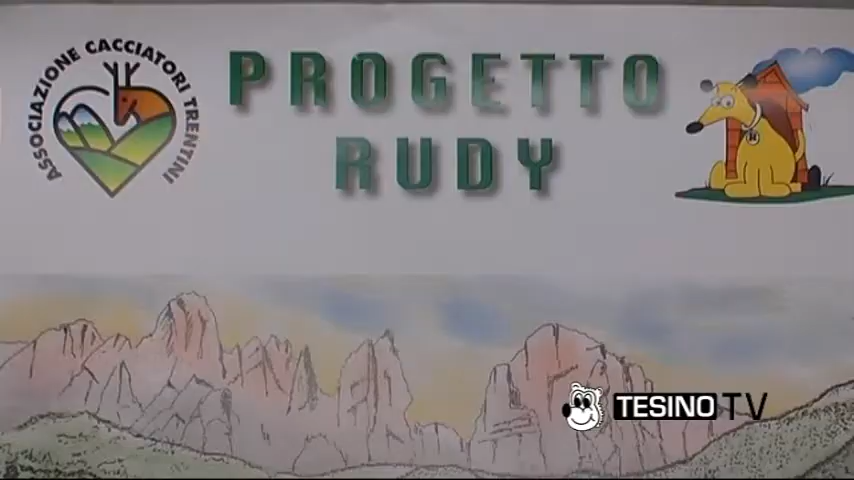 ASSOCIAZIONE CACCIATORI TRENTINI
PROGETTO
RUDY
TESINO TV